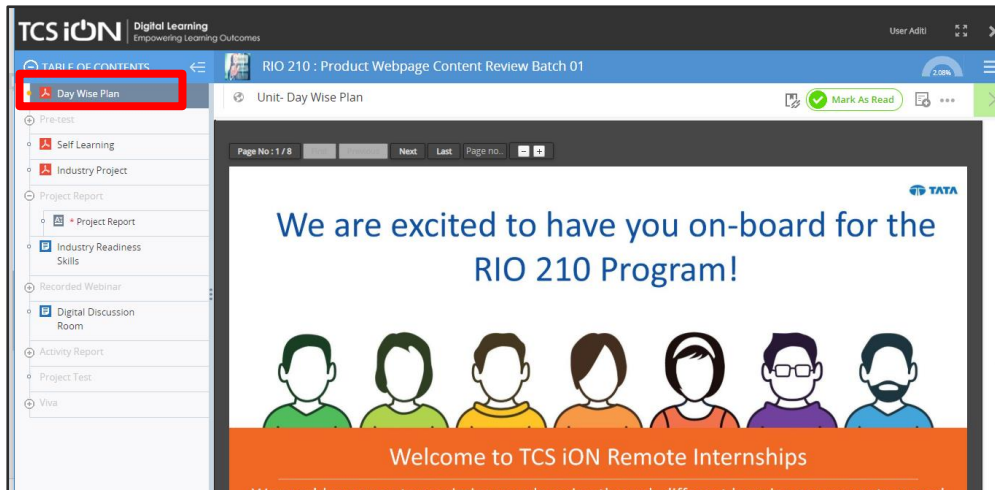 TCS iON
Digital Learning
Empowering Learning Outcomes
User Aditi
TABLE OF CONTENTS
RIO 210 : Product Webpage Content Review Batch 01
2.08%
Day Wise Plan
Unit- Day Wise Plan
Mark As Read
Pre-test
Self Learning
Industry Project
Project Report
* Project Report
Industry Readiness
Skills
Recorded Webinar
Digital Discussion
Room
Activity Report
Project Test
Viva
Page No : 1 / 8
Next
Last
Page no..
TATA
We are excited to have you on-board for the
RIO 210 Program!
Welcome to TCS iON Remote Internships